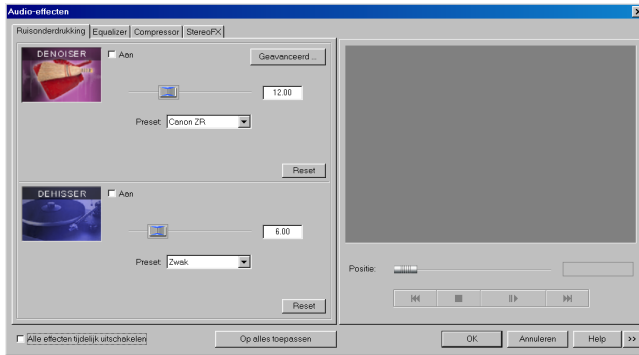 Audio-effecten
Ruisonderdrukking Equalizer Compressor StereoFX
DENOISER
Aan
Geavanceerd ...
12.00
Preset: Canon ZR
Reset
DEHISSER
Aan
6.00
Preset: Zwak
Reset
Positie:
Alle effecten tijdelijk uitschakelen
Op alles toepassen
OK
Annuleren
Help
>>